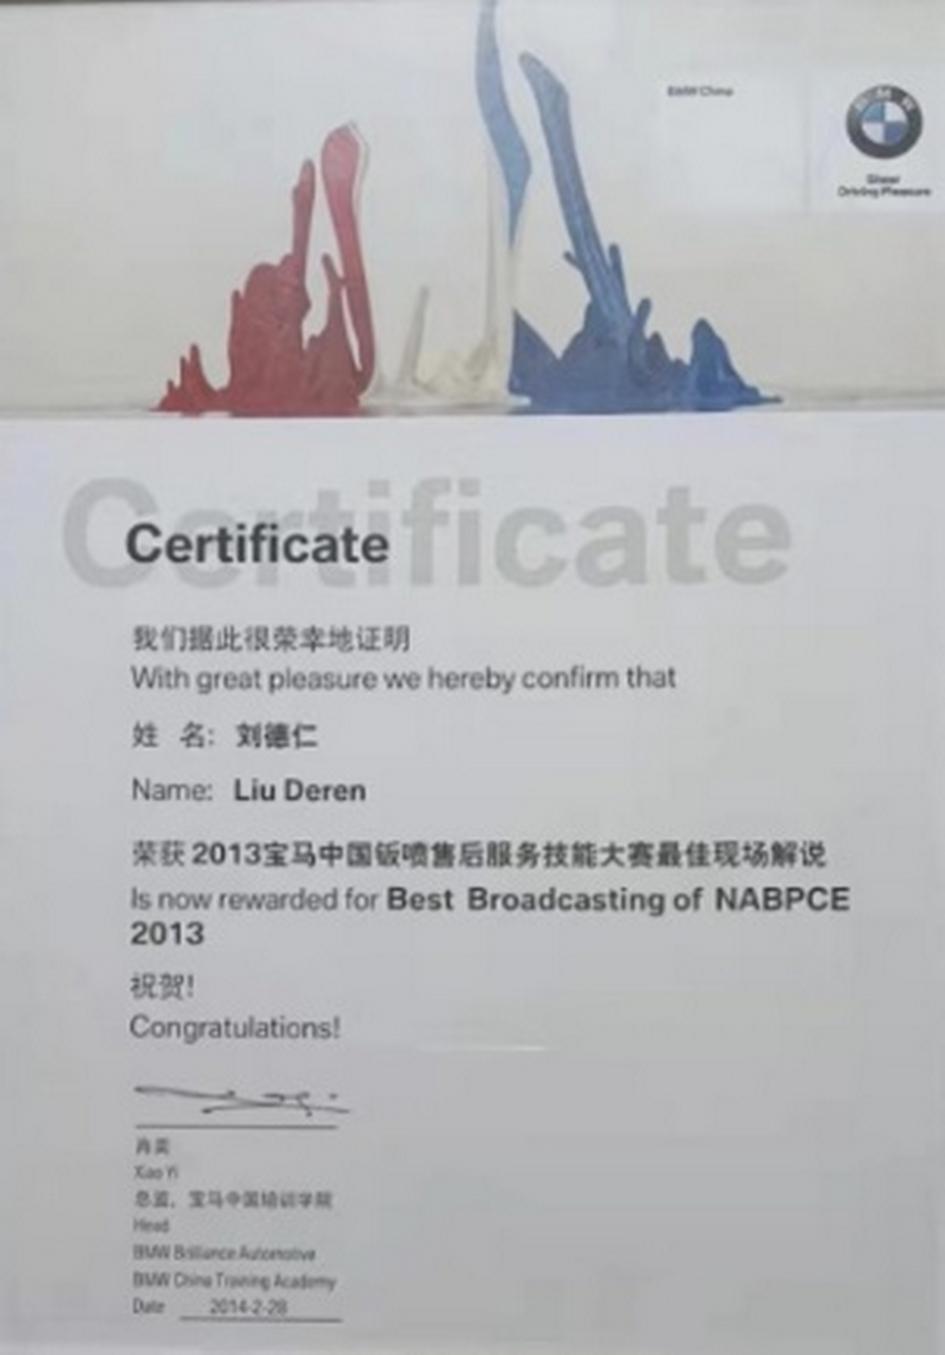 BMW China
BMW
Sheer
Driving Pleasure
Certificate
Certificate
我们据此很荣幸地证明
With great pleasure we hereby confirm that
姓 名: 刘德仁
Name: Liu Deren
荣获 2013宝马中国钣喷售后服务技能大赛最佳现场解说
Is now rewarded for Best Broadcasting of NABPCE
2013
祝贺!
Congratulations!
Xiao Yi
总监, 宝马中国培训学院
Head
BMW Brilliance Automotive
BMW China Training Academy
Date 2014-2-28